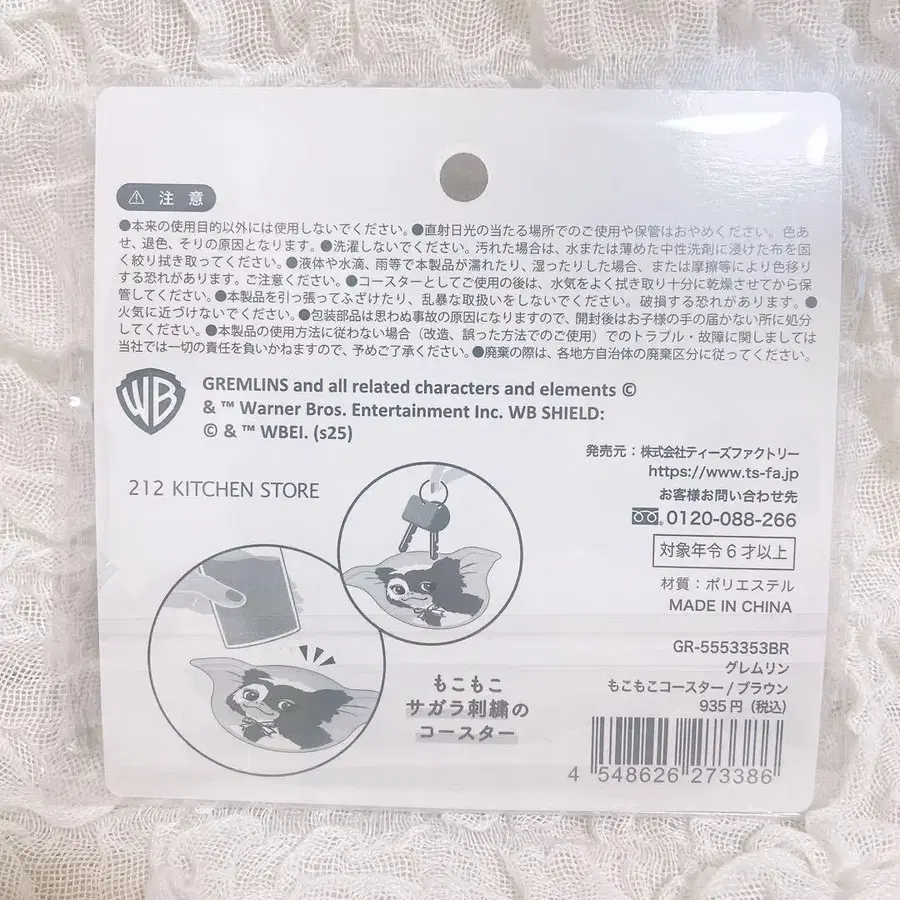 ⚠ 注意
●本来の使用目的以外には使用しないでください。●直射日光の当たる場所でのご使用や保管はおやめください。色あ
せ、退色、そりの原因となります。●洗濯しないでください。汚れた場合は、水または薄めた中性洗剤に浸けた布を固
く絞り拭き取ってください。●液体や水滴、雨等で本製品が濡れたり、湿ったりした場合、または摩擦等により色移り
する恐れがあります。ご注意ください。●コースターとしてご使用の後は、水気をよく拭き取り十分に乾燥させてから保
管してください。●本製品を引っ張ってふざけたり、乱暴な取扱いをしないでください。破損する恐れがあります。●
火気に近づけないでください。●包装部品は思わぬ事故の原因になりますので、開封後はお子様の手の届かない所に処分
してください。●本製品の使用方法に従わない場合（改造、誤った方法でのご使用）でのトラブル・故障に関しましては
当社では一切の責任を負いかねますので、予めご了承ください。●廃棄の際は、各地方自治体の廃棄区分に従ってください。
WB
GREMLINS and all related characters and elements ©
& ™ Warner Bros. Entertainment Inc. WB SHIELD:
© & ™ WBEI. (s25)
212 KITCHEN STORE
発売元：株式会社ティーズファクトリー
https://www.ts-fa.jp
お客様お問い合わせ先
0120-088-266
対象年令6才以上
材質：ポリエステル
MADE IN CHINA
もこもこ
サガラ刺繍の
コースター
GR-5553353BR
グレムリン
もこもこコースター/ブラウン
935円（税込）
4 548626 273386